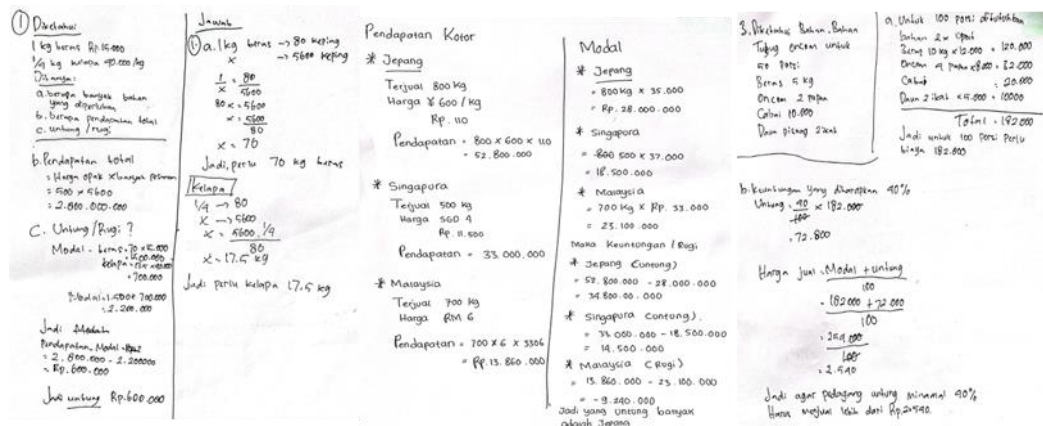 ① Diketahui
1 kg beras Rp.15.000
1/4 kg kelapa 40.000/kg
Ditanya:
a. berapa banyak bahan
yang diperlukan
b. berapa pendapatan total
c. untung / rugi
b. Pendapatan total
= Harga opak x banyak pesanan
= 500 x 5600
= 2.800.000.000
C. Untung / Rugi ?
Modal - beras = 70 x
kelapa =
= 700.000
Modal = 1.500 + 700.000
= 2.200.000
Jadi Modal
Pendapatan - Modal
= 2.800.000 - 2.200000
= Rp.600.000
Jadi untung Rp.600.000
Jawab
① a. 1 kg beras → 80 keping
x → 5600 keping
1/x = 80/5600
80x = 5600
x = 5600/80
x = 70
Jadi, perlu 70 kg beras
Kelapa
1/4 → 80
x → 5600
x = 5600.1/4
80
x = 17.5 kg
Jadi perlu kelapa 17.5 kg
Pendapatan Kotor
* Jepang
Terjual 800 kg
Harga ¥ 600 / kg
Rp. 110
Pendapatan = 800 x 600 x 110
= 52.800.000
* Singapura
Terjual 500 kg
Harga SGD 4
Rp. 11.500
Pendapatan = 33.000.000
* Malaysia
Terjual 700 kg
Harga RM 6
Pendapatan = 700 x 6 x 3306
= Rp.13.860.000
Modal
* Jepang
= 800 kg x 35.000
= Rp. 28.000.000
* Singapora
= 500 x 37.000
= 18.500.000
* Malaysia
= 700 kg x Rp. 33.000
= 23.100.000
Maka Keuntungan / Rugi
* Jepang (untung)
= 52.800.000 - 28.000.000
= 34.800.00.000
* Singapora (untung)
= 33.000.000 - 18.500.000
= 14.500.000
* Malaysia (Rugi)
= 13.860.000 - 23.100.000
= -9.240.000
Jadi yang untung banyak
adalah Jepang
3. Diketahui Bahan-Bahan
Tutug oncom untuk
50 Porsi
Beras 5 kg
Oncom 2 papan
Cabai 10.000
Daun pisang 2 ikat
a. Untuk 100 porsi dibutuhkan
bahan 2x
Beras 10 kg x 12.000 = 120.000
Oncom 4 papan x 8000 = 32.000
Cabai = 20.000
Daun 2 ikat x 5.000 = 10000
Total = 182.000
Jadi untuk 100 porsi perlu
biaya 182.000
b. keuntungan yang diharapkan 40%
Untung = 40/100 x 182.000
= 72.800
Harga jual = Modal + untung
100
= 182.000 + 72.000
100
= 254.000
100
= 2.540
Jadi agar pedagang untung minimal 40%
Harus menjual lebih dari